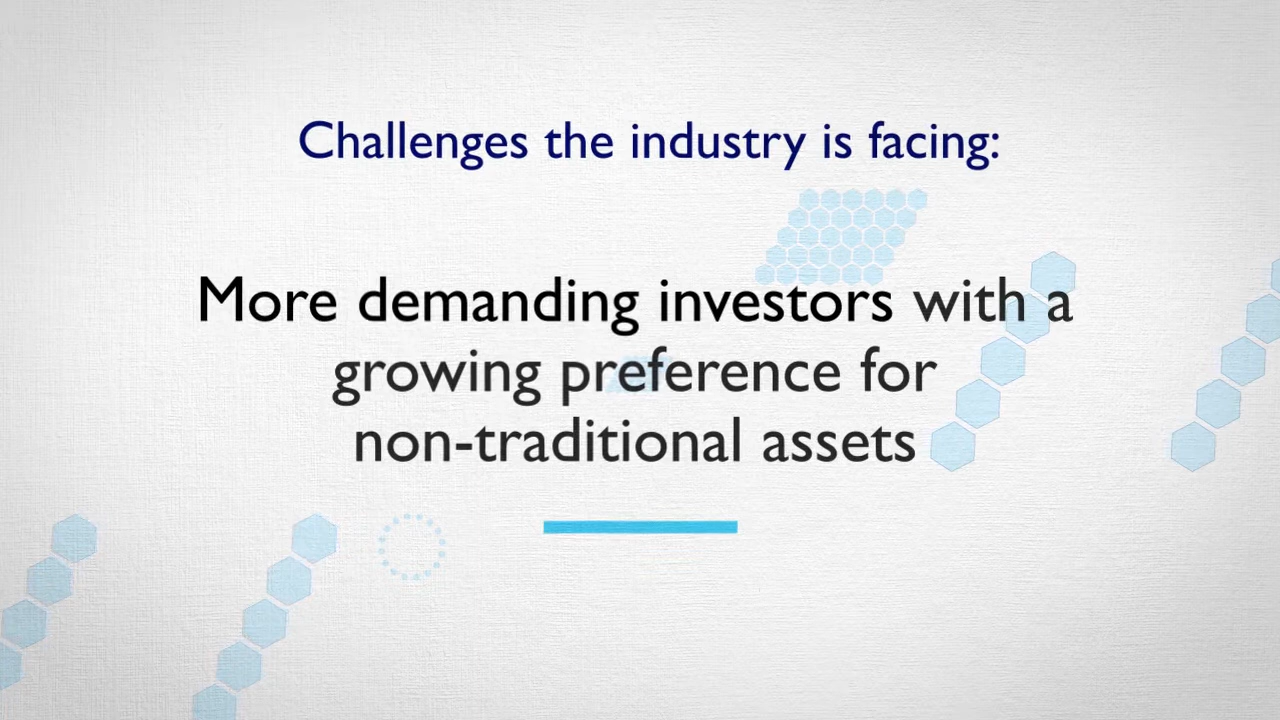 Challenges the industry is facing:
More demanding investors with a
growing preference for
non-traditional assets